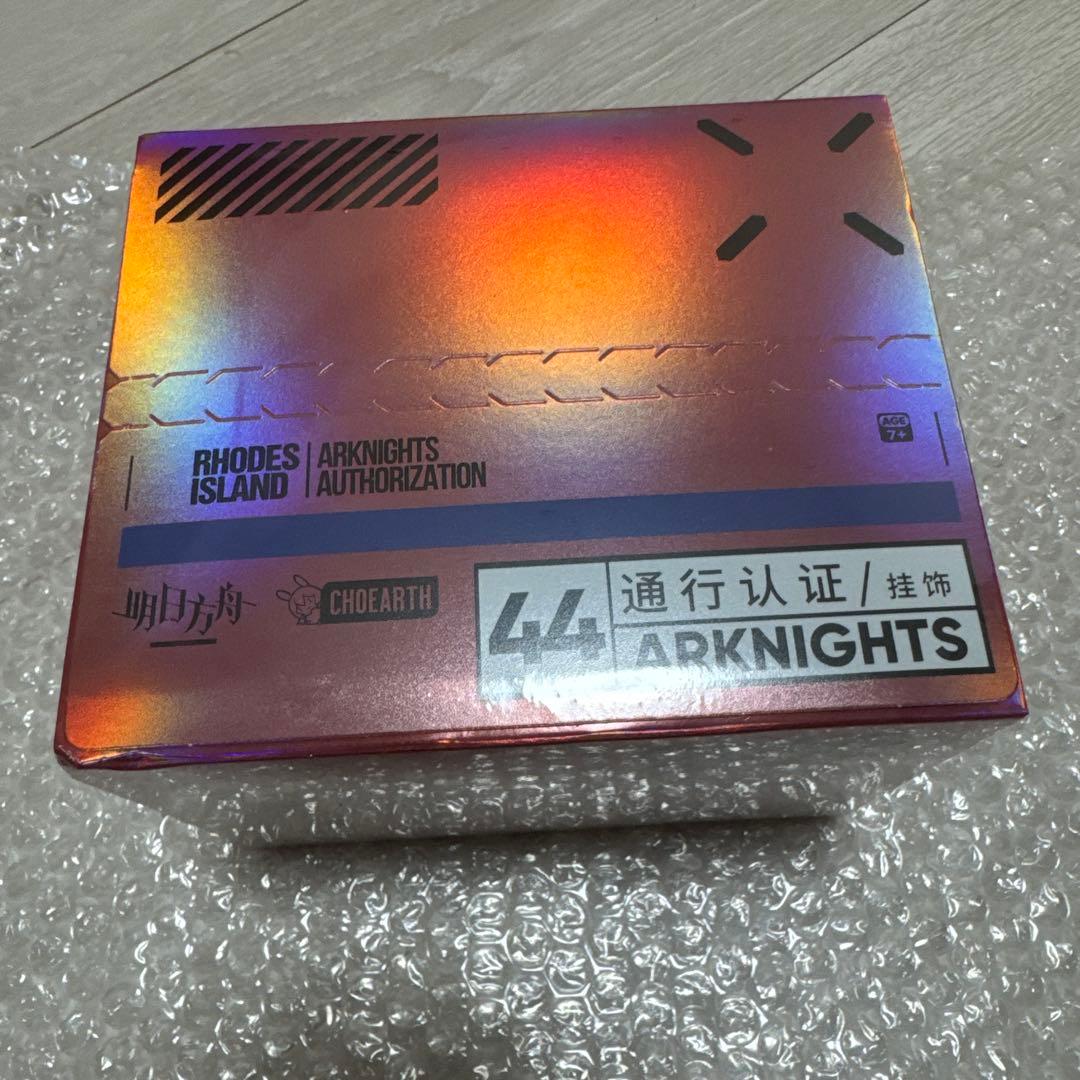 AGE
7+
RHODES
ISLAND
ARKNIGHTS
AUTHORIZATION
明日方舟
CHOEARTH
44
通行认证/挂饰
ARKNIGHTS